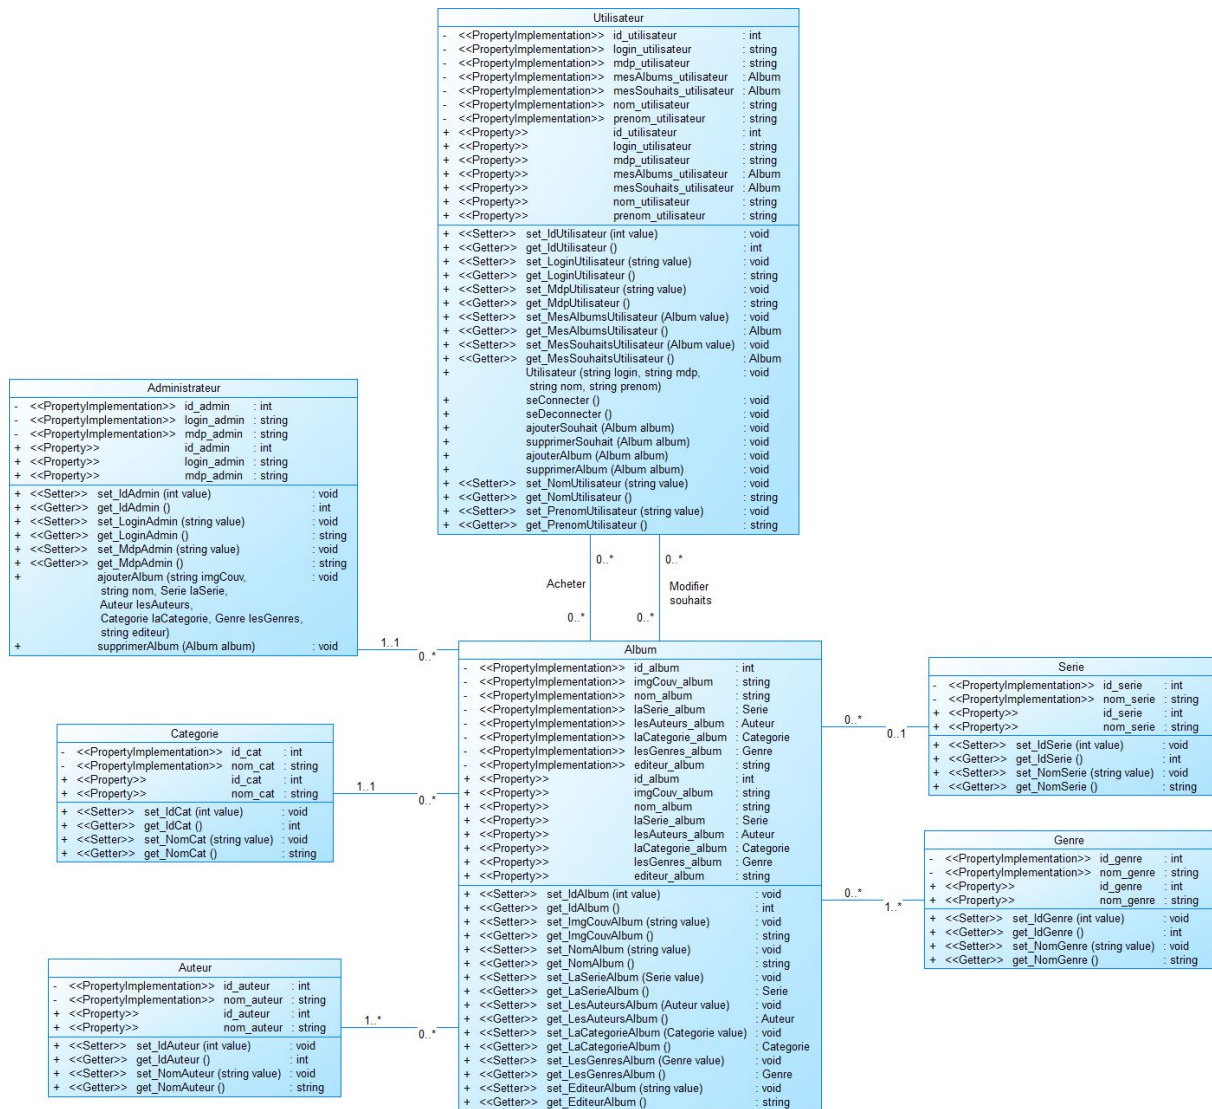 Utilisateur
- <<PropertyImplementation>> id_utilisateur : int
- <<PropertyImplementation>> login_utilisateur : string
- <<PropertyImplementation>> mdp_utilisateur : string
- <<PropertyImplementation>> mesAlbums_utilisateur : Album
- <<PropertyImplementation>> mesSouhaits_utilisateur : Album
- <<PropertyImplementation>> nom_utilisateur : string
- <<PropertyImplementation>> prenom_utilisateur : string
+ <<Property>> id_utilisateur : int
+ <<Property>> login_utilisateur : string
+ <<Property>> mdp_utilisateur : string
+ <<Property>> mesAlbums_utilisateur : Album
+ <<Property>> mesSouhaits_utilisateur : Album
+ <<Property>> nom_utilisateur : string
+ <<Property>> prenom_utilisateur : string
+ <<Setter>> set_IdUtilisateur (int value) : void
+ <<Getter>> get_IdUtilisateur () : int
+ <<Setter>> set_LoginUtilisateur (string value) : void
+ <<Getter>> get_LoginUtilisateur () : string
+ <<Setter>> set_MdpUtilisateur (string value) : void
+ <<Getter>> get_MdpUtilisateur () : string
+ <<Setter>> set_MesAlbumsUtilisateur (Album value) : void
+ <<Getter>> get_MesAlbumsUtilisateur () : Album
+ <<Setter>> set_MesSouhaitsUtilisateur (Album value) : void
+ <<Getter>> get_MesSouhaitsUtilisateur () : Album
+ Utilisateur (string login, string mdp, : void
string nom, string prenom)
+ seConnecter () : void
+ seDeconnecter () : void
+ ajouterSouhait (Album album) : void
+ supprimerSouhait (Album album) : void
+ ajouterAlbum (Album album) : void
+ supprimerAlbum (Album album) : void
+ <<Setter>> set_NomUtilisateur (string value) : void
+ <<Getter>> get_NomUtilisateur () : string
+ <<Setter>> set_PrenomUtilisateur (string value) : void
+ <<Getter>> get_PrenomUtilisateur () : string
Administrateur
- <<PropertyImplementation>> id_admin : int
- <<PropertyImplementation>> login_admin : string
- <<PropertyImplementation>> mdp_admin : string
+ <<Property>> id_admin : int
+ <<Property>> login_admin : string
+ <<Property>> mdp_admin : string
+ <<Setter>> set_IdAdmin (int value) : void
+ <<Getter>> get_IdAdmin () : int
+ <<Setter>> set_LoginAdmin (string value) : void
+ <<Getter>> get_LoginAdmin () : string
+ <<Setter>> set_MdpAdmin (string value) : void
+ <<Getter>> get_MdpAdmin () : string
+ ajouterAlbum (string imgCouv, : void
string nom, Serie laSerie,
Auteur lesAuteurs,
Categorie laCategorie, Genre lesGenres,
string editeur)
+ supprimerAlbum (Album album) : void
0..* 0..*
Acheter Modifier
souhaits
0..* 0..*
1..1 0..*
Album
- <<PropertyImplementation>> id_album : int
- <<PropertyImplementation>> imgCouv_album : string
- <<PropertyImplementation>> nom_album : string
- <<PropertyImplementation>> laSerie_album : Serie
- <<PropertyImplementation>> lesAuteurs_album : Auteur
- <<PropertyImplementation>> laCategorie_album : Categorie
- <<PropertyImplementation>> lesGenres_album : Genre
- <<PropertyImplementation>> editeur_album : string
+ <<Property>> id_album : int
+ <<Property>> imgCouv_album : string
+ <<Property>> nom_album : string
+ <<Property>> laSerie_album : Serie
+ <<Property>> lesAuteurs_album : Auteur
+ <<Property>> laCategorie_album : Categorie
+ <<Property>> lesGenres_album : Genre
+ <<Property>> editeur_album : string
+ <<Setter>> set_IdAlbum (int value) : void
+ <<Getter>> get_IdAlbum () : int
+ <<Setter>> set_ImgCouvAlbum (string value) : void
+ <<Getter>> get_ImgCouvAlbum () : string
+ <<Setter>> set_NomAlbum (string value) : void
+ <<Getter>> get_NomAlbum () : string
+ <<Setter>> set_LaSerieAlbum (Serie value) : void
+ <<Getter>> get_LaSerieAlbum () : Serie
+ <<Setter>> set_LesAuteursAlbum (Auteur value) : void
+ <<Getter>> get_LesAuteursAlbum () : Auteur
+ <<Setter>> set_LaCategorieAlbum (Categorie value) : void
+ <<Getter>> get_LaCategorieAlbum () : Categorie
+ <<Setter>> set_LesGenresAlbum (Genre value) : void
+ <<Getter>> get_LesGenresAlbum () : Genre
+ <<Setter>> set_EditeurAlbum (string value) : void
+ <<Getter>> get_EditeurAlbum () : string
0..* 0..1
Serie
- <<PropertyImplementation>> id_serie : int
- <<PropertyImplementation>> nom_serie : string
+ <<Property>> id_serie : int
+ <<Property>> nom_serie : string
+ <<Setter>> set_IdSerie (int value) : void
+ <<Getter>> get_IdSerie () : int
+ <<Setter>> set_NomSerie (string value) : void
+ <<Getter>> get_NomSerie () : string
Categorie
- <<PropertyImplementation>> id_cat : int
- <<PropertyImplementation>> nom_cat : string
+ <<Property>> id_cat : int
+ <<Property>> nom_cat : string
+ <<Setter>> set_IdCat (int value) : void
+ <<Getter>> get_IdCat () : int
+ <<Setter>> set_NomCat (string value) : void
+ <<Getter>> get_NomCat () : string
1..1 0..*
0..* 1..*
Genre
- <<PropertyImplementation>> id_genre : int
- <<PropertyImplementation>> nom_genre : string
+ <<Property>> id_genre : int
+ <<Property>> nom_genre : string
+ <<Setter>> set_IdGenre (int value) : void
+ <<Getter>> get_IdGenre () : int
+ <<Setter>> set_NomGenre (string value) : void
+ <<Getter>> get_NomGenre () : string
Auteur
- <<PropertyImplementation>> id_auteur : int
- <<PropertyImplementation>> nom_auteur : string
+ <<Property>> id_auteur : int
+ <<Property>> nom_auteur : string
+ <<Setter>> set_IdAuteur (int value) : void
+ <<Getter>> get_IdAuteur () : int
+ <<Setter>> set_NomAuteur (string value) : void
+ <<Getter>> get_NomAuteur () : string
1..* 0..*